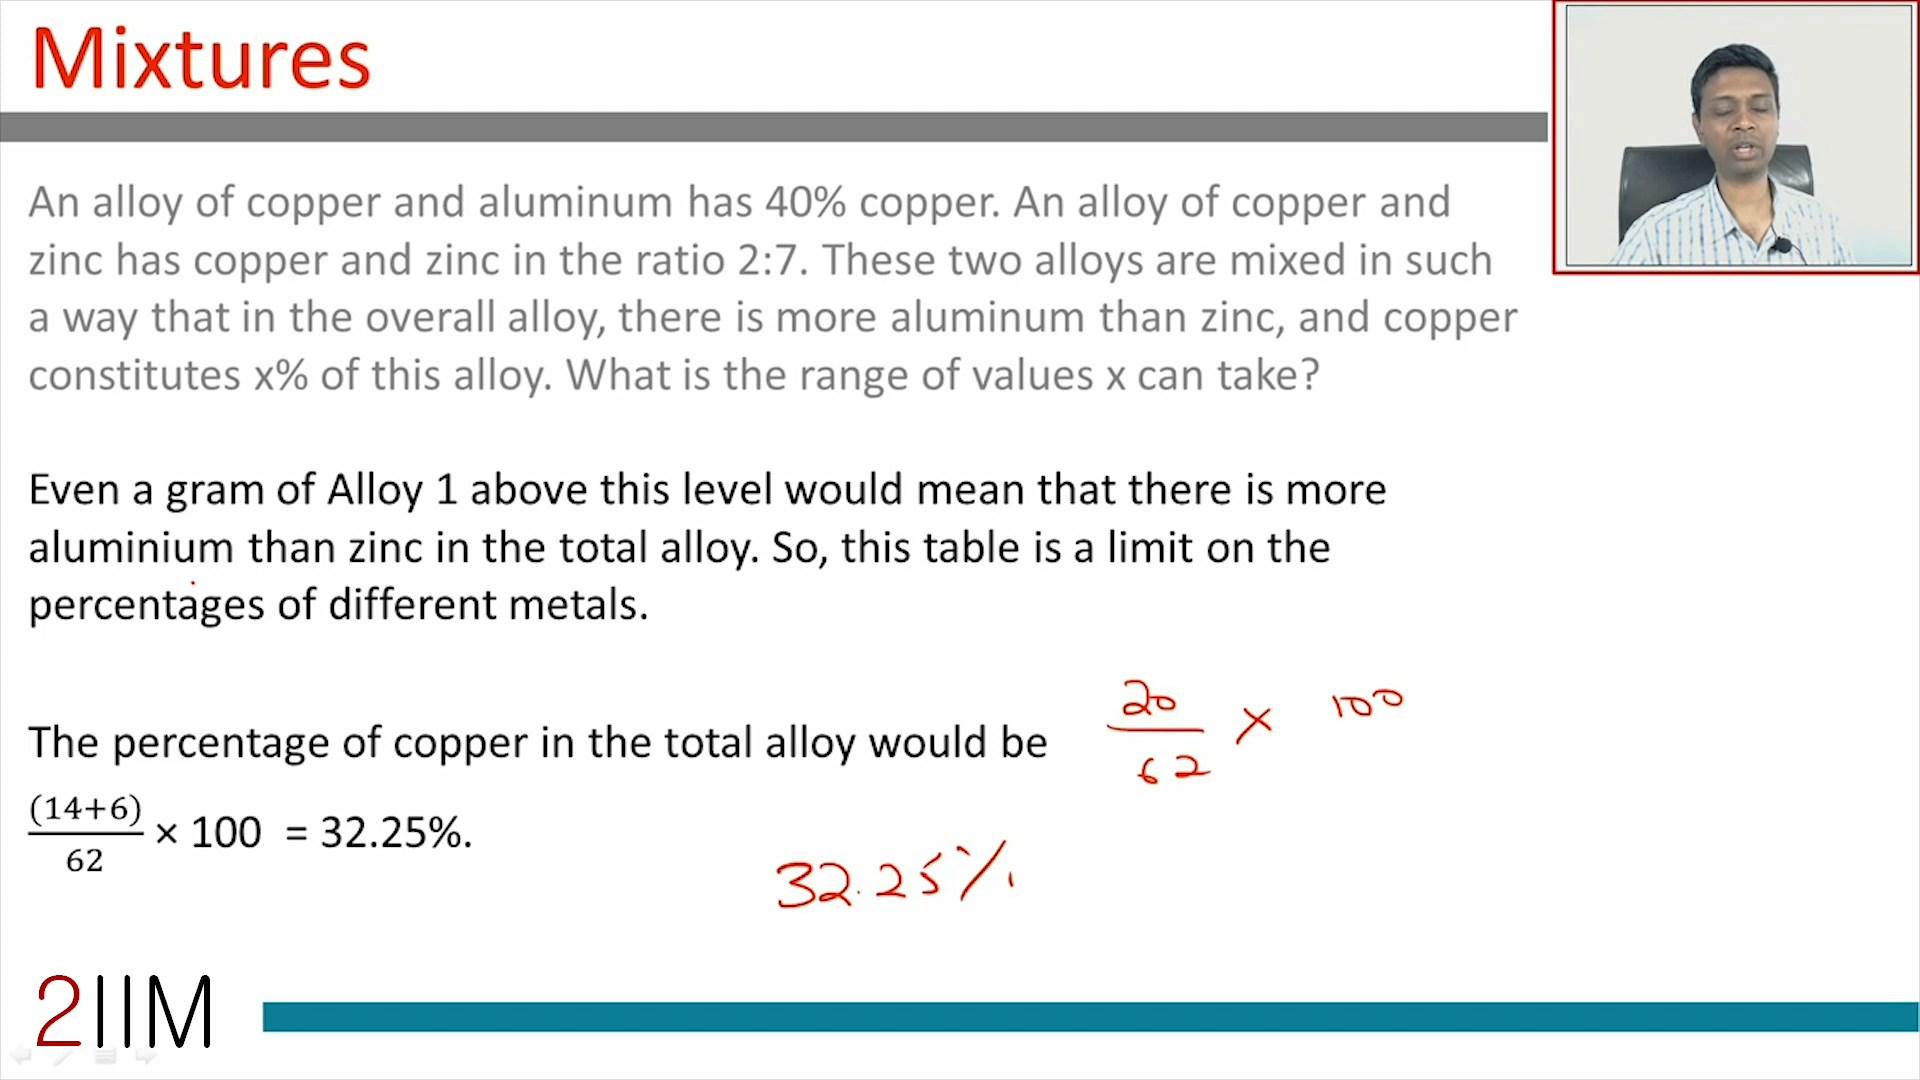 Mixtures
An alloy of copper and aluminum has 40% copper. An alloy of copper and
zinc has copper and zinc in the ratio 2:7. These two alloys are mixed in such
a way that in the overall alloy, there is more aluminum than zinc, and copper
constitutes x% of this alloy. What is the range of values x can take?
Even a gram of Alloy 1 above this level would mean that there is more
aluminium than zinc in the total alloy. So, this table is a limit on the
percentages of different metals.
The percentage of copper in the total alloy would be
20/62 × 100
(14+6)/62 × 100 = 32.25%.
32.25%
2IIM